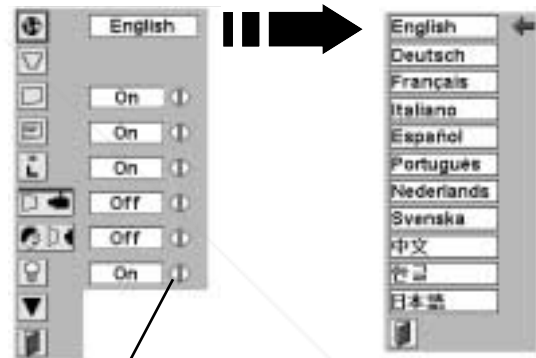 English
On
On
On
Off
Off
On
English
Deutsch
Français
Italiano
Español
Português
Nederlands
Svenska
中文
한글
日本語